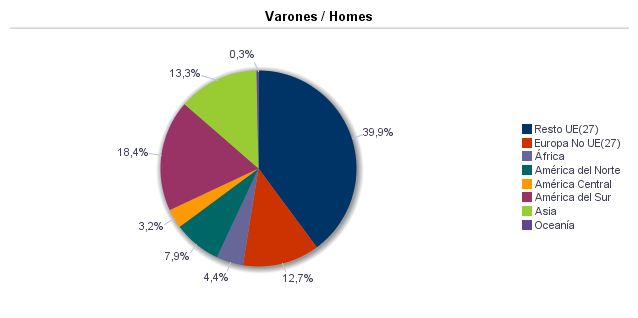 Varones / Homes
0,3%
13,3%
39,9%
18,4%
3,2%
7,9%
4,4%
12,7%
Resto UE(27)
Europa No UE(27)
África
América del Norte
América Central
América del Sur
Asia
Oceanía